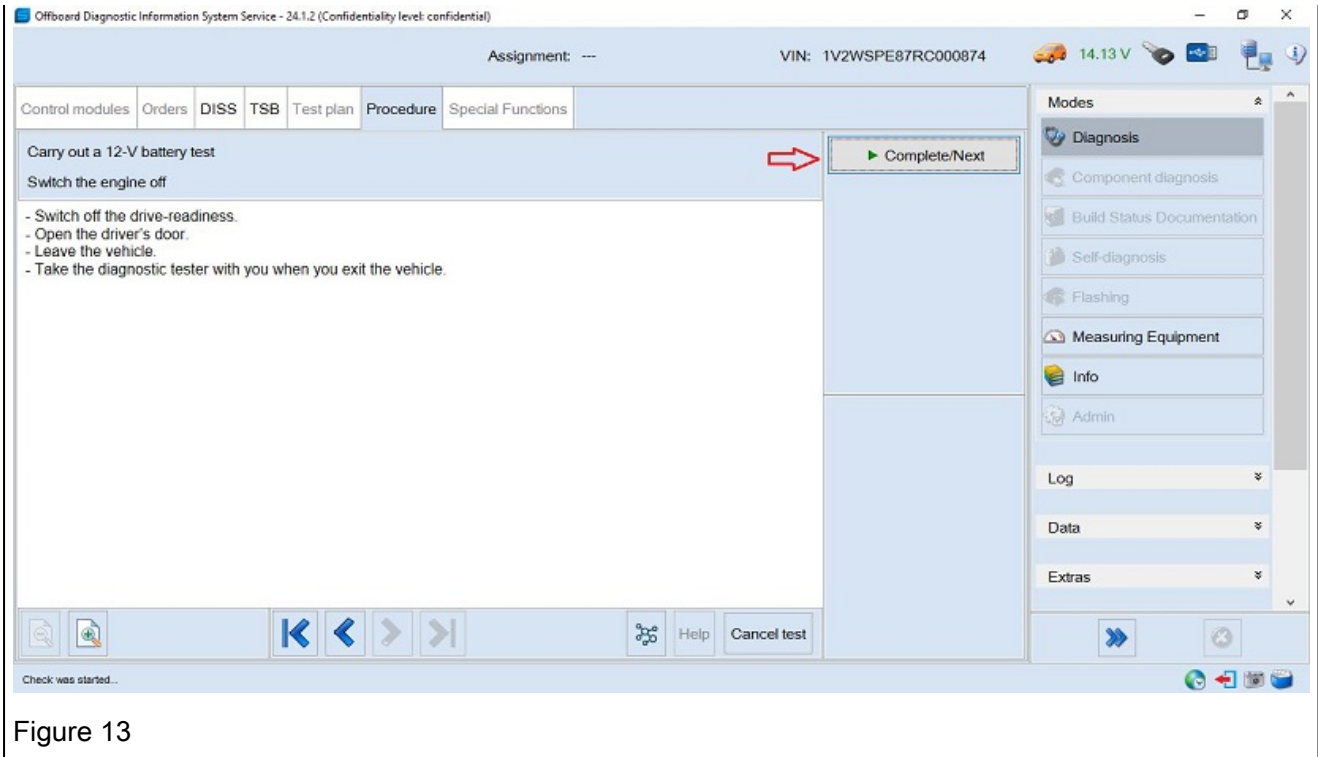 Offboard Diagnostic Information System Service - 24.1.2 (Confidentiality level: confidential)
Assignment: --- VIN: 1V2WSPE87RC000874 14.13 V
Control modules Orders DISS TSB Test plan Procedure Special Functions
Carry out a 12-V battery test
Switch the engine off
Complete/Next
- Switch off the drive-readiness.
- Open the driver's door.
- Leave the vehicle.
- Take the diagnostic tester with you when you exit the vehicle.
Modes
Diagnosis
Component diagnosis
Build Status Documentation
Self-diagnosis
Flashing
Measuring Equipment
Info
Admin
Log
Data
Extras
Help Cancel test
Check was started...
Figure 13